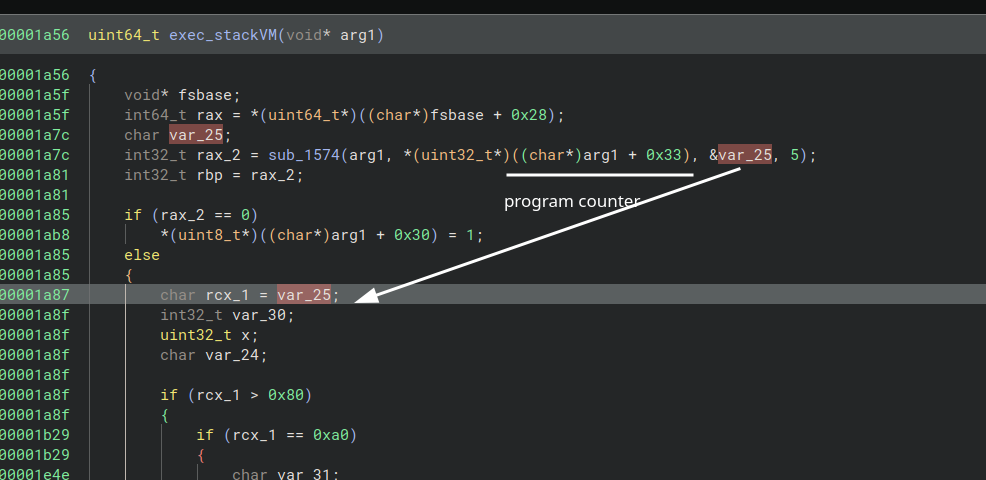 00001a56 uint64_t exec_stackVM(void* arg1)
00001a56 {
00001a5f void* fsbase;
00001a5f int64_t rax = *(uint64_t*)((char*)fsbase + 0x28);
00001a7c char var_25;
00001a7c int32_t rax_2 = sub_1574(arg1, *(uint32_t*)((char*)arg1 + 0x33), &var_25, 5);
00001a81 int32_t rbp = rax_2;
00001a81
program counter
00001a85 if (rax_2 == 0)
00001ab8 *(uint8_t*)((char*)arg1 + 0x30) = 1;
00001a85 else
00001a85 {
00001a87 char rcx_1 = var_25;
00001a8f int32_t var_30;
00001a8f uint32_t x;
00001a8f char var_24;
00001a8f
00001a8f if (rcx_1 > 0x80)
00001a8f {
00001b29 if (rcx_1 == 0xa0)
00001b29 {
00001e4e char var_31;